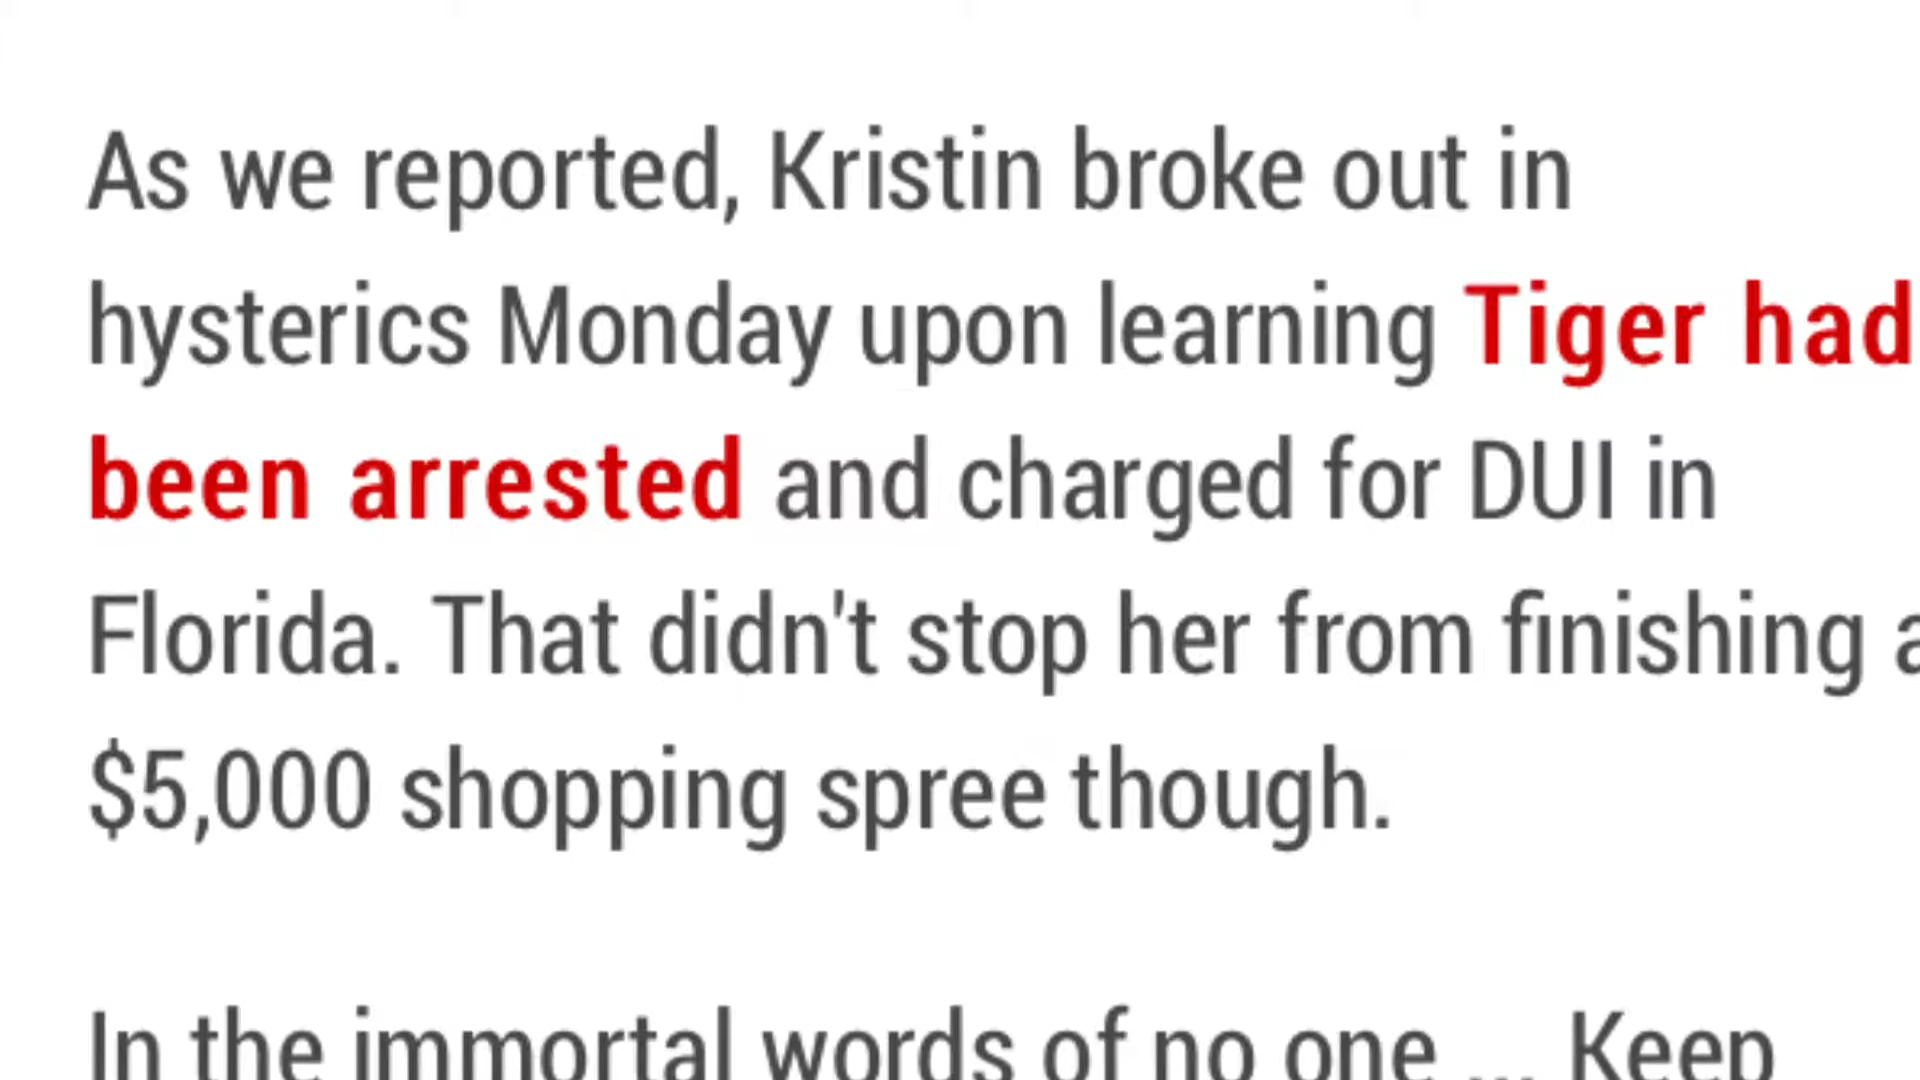 As we reported, Kristin broke out in
hysterics Monday upon learning Tiger had
been arrested and charged for DUI in
Florida. That didn't stop her from finishing a
$5,000 shopping spree though.
In the immortal words of no one ... Keep